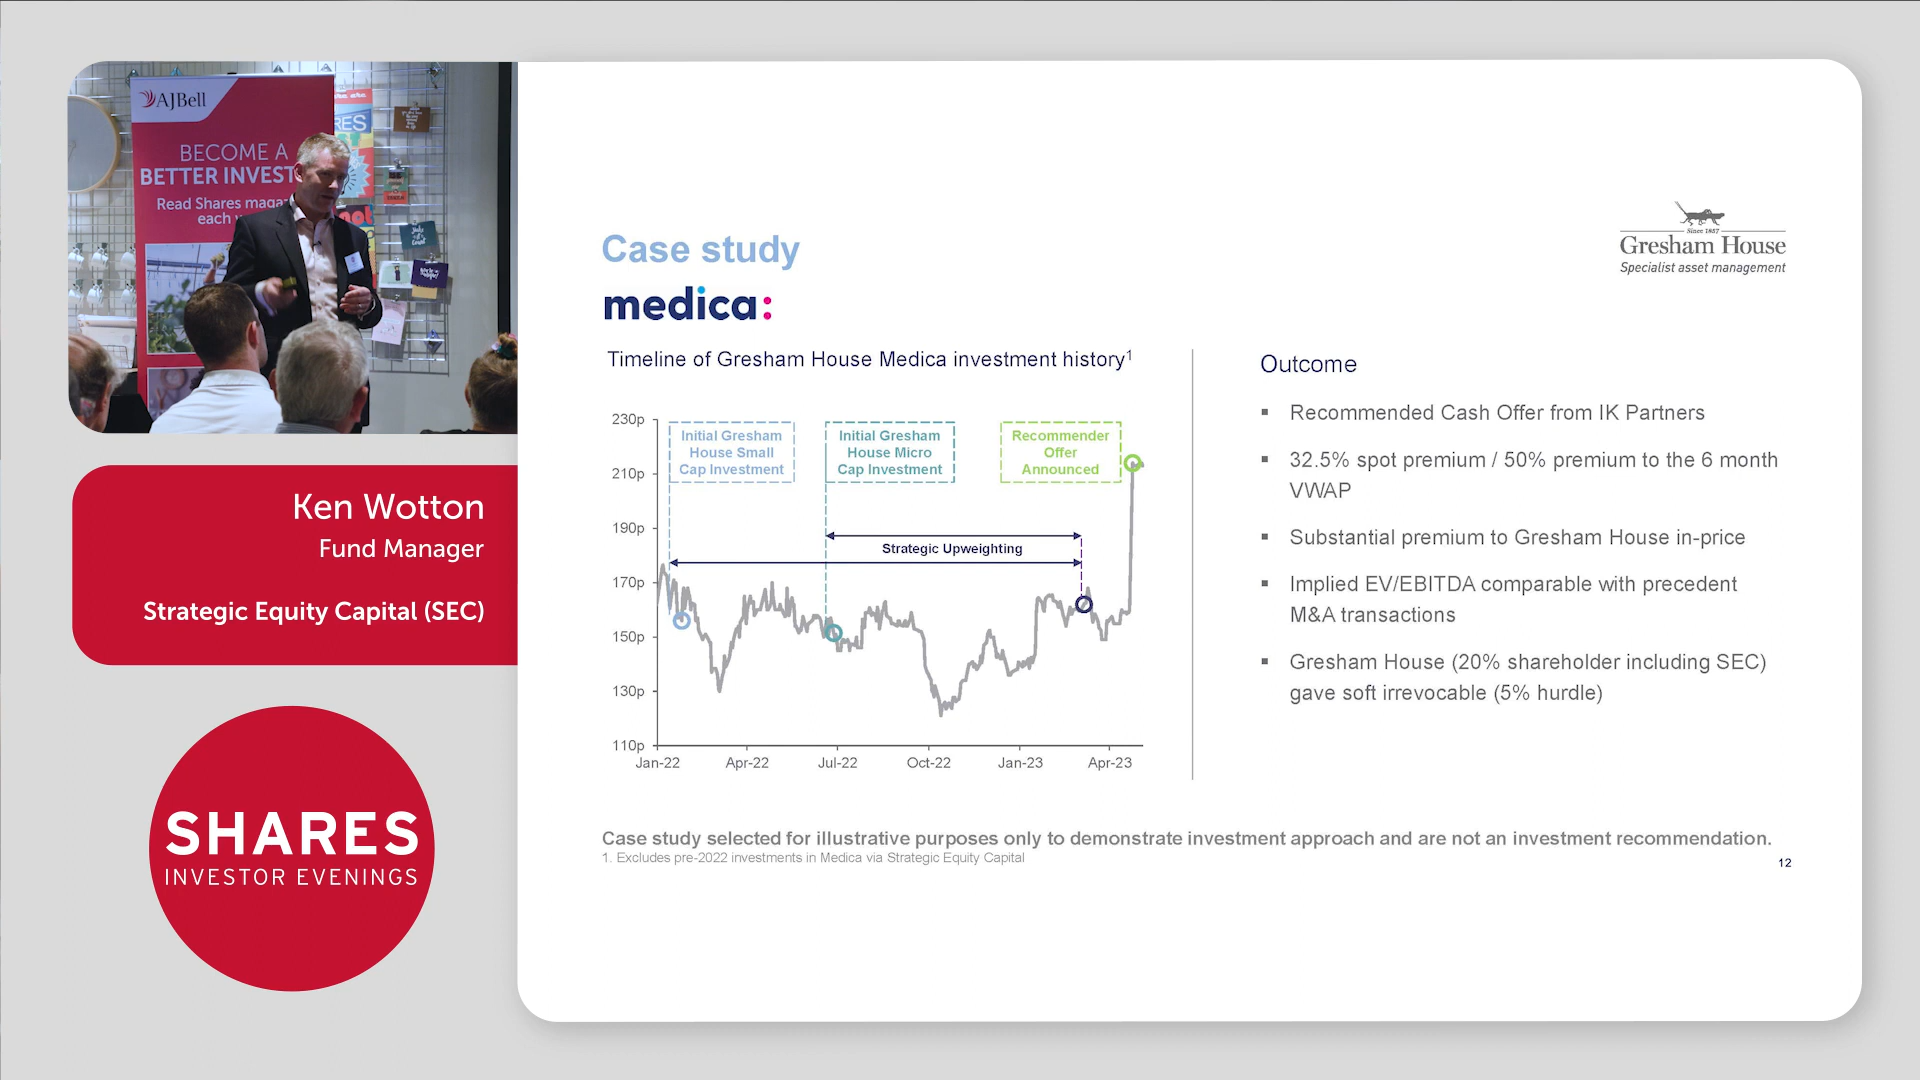 AJBell
BECOME A
BETTER INVEST
Read Shares maga
each
RES
Ken Wotton
Fund Manager
Strategic Equity Capital (SEC)
SHARES
INVESTOR EVENINGS
Since 1857
Gresham House
Specialist asset management
Case study
medica:
Timeline of Gresham House Medica investment history1
230p
210p
190p
170p
150p
130p
110p
Initial Gresham
House Small
Cap Investment
Initial Gresham
House Micro
Cap Investment
Recommender
Offer
Announced
Strategic Upweighting
Jan-22
Apr-22
Jul-22
Oct-22
Jan-23
Apr-23
Outcome
▪ Recommended Cash Offer from IK Partners
▪ 32.5% spot premium / 50% premium to the 6 month
VWAP
▪ Substantial premium to Gresham House in-price
▪ Implied EV/EBITDA comparable with precedent
M&A transactions
▪ Gresham House (20% shareholder including SEC)
gave soft irrevocable (5% hurdle)
Case study selected for illustrative purposes only to demonstrate investment approach and are not an investment recommendation.
1. Excludes pre-2022 investments in Medica via Strategic Equity Capital
12